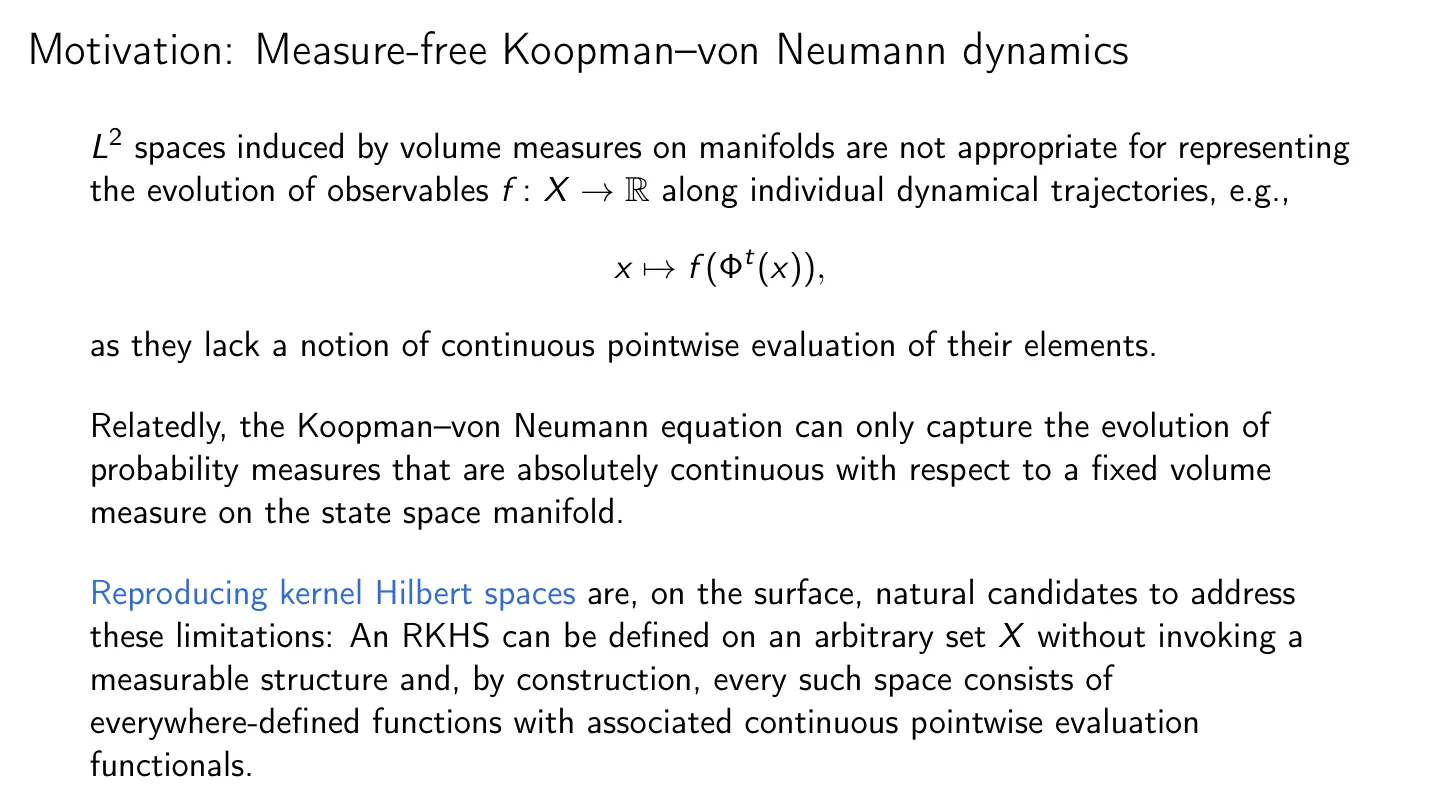 Motivation: Measure-free Koopman–von Neumann dynamics
L² spaces induced by volume measures on manifolds are not appropriate for representing
the evolution of observables f : X → ℝ along individual dynamical trajectories, e.g.,
x ↦ f(Φᵗ(x)),
as they lack a notion of continuous pointwise evaluation of their elements.
Relatedly, the Koopman–von Neumann equation can only capture the evolution of
probability measures that are absolutely continuous with respect to a fixed volume
measure on the state space manifold.
Reproducing kernel Hilbert spaces are, on the surface, natural candidates to address
these limitations: An RKHS can be defined on an arbitrary set X without invoking a
measurable structure and, by construction, every such space consists of
everywhere-defined functions with associated continuous pointwise evaluation
functionals.